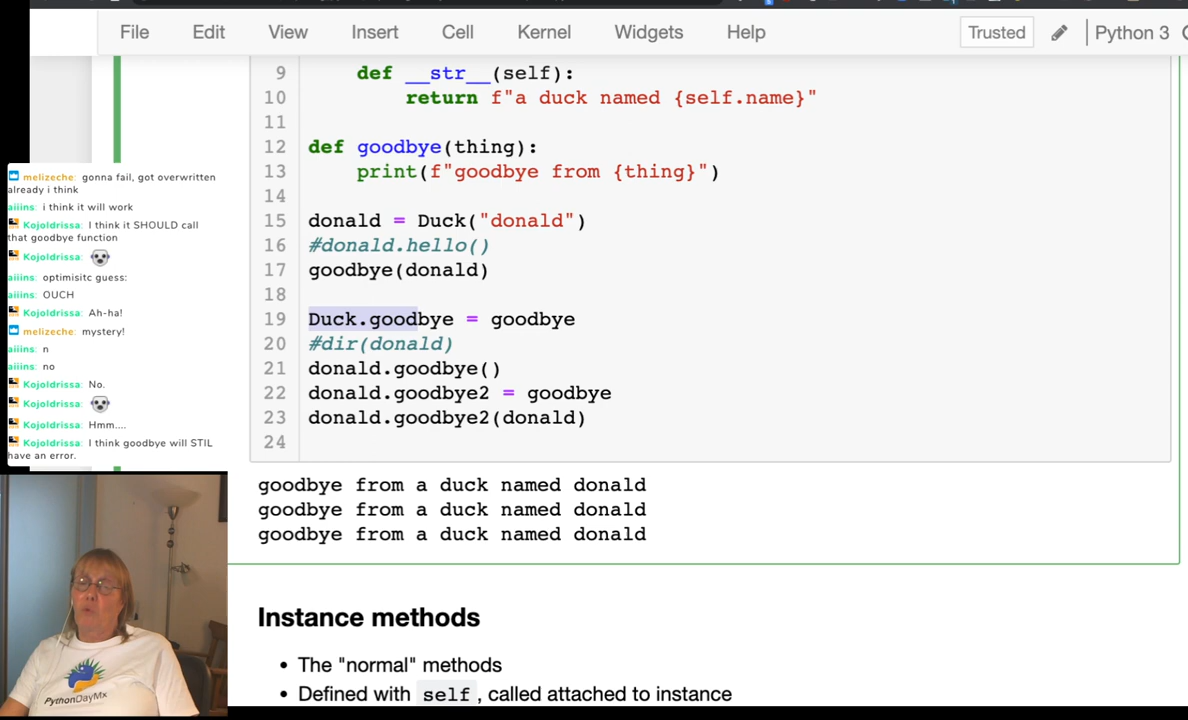 File Edit View Insert Cell Kernel Widgets Help Trusted Python 3
9 def __str__(self):
10 return f"a duck named {self.name}"
11
12 def goodbye(thing):
13 print(f"goodbye from {thing}")
14
15 donald = Duck("donald")
16 #donald.hello()
17 goodbye(donald)
18
19 Duck.goodbye = goodbye
20 #dir(donald)
21 donald.goodbye()
22 donald.goodbye2 = goodbye
23 donald.goodbye2(donald)
24
goodbye from a duck named donald
goodbye from a duck named donald
goodbye from a duck named donald
Instance methods
• The "normal" methods
• Defined with self, called attached to instance
melizeche: gonna fail, got overwritten
already i think
aiiins: i think it will work
Kojoldrissa: I think it SHOULD call
that goodbye function
Kojoldrissa:
aiiins: optimisitc guess:
aiiins: OUCH
Kojoldrissa: Ah-ha!
melizeche: mystery!
aiiins: n
aiiins: no
Kojoldrissa: No.
Kojoldrissa:
Kojoldrissa: Hmm....
Kojoldrissa: I think goodbye will STIL
have an error.
PythonDayMx